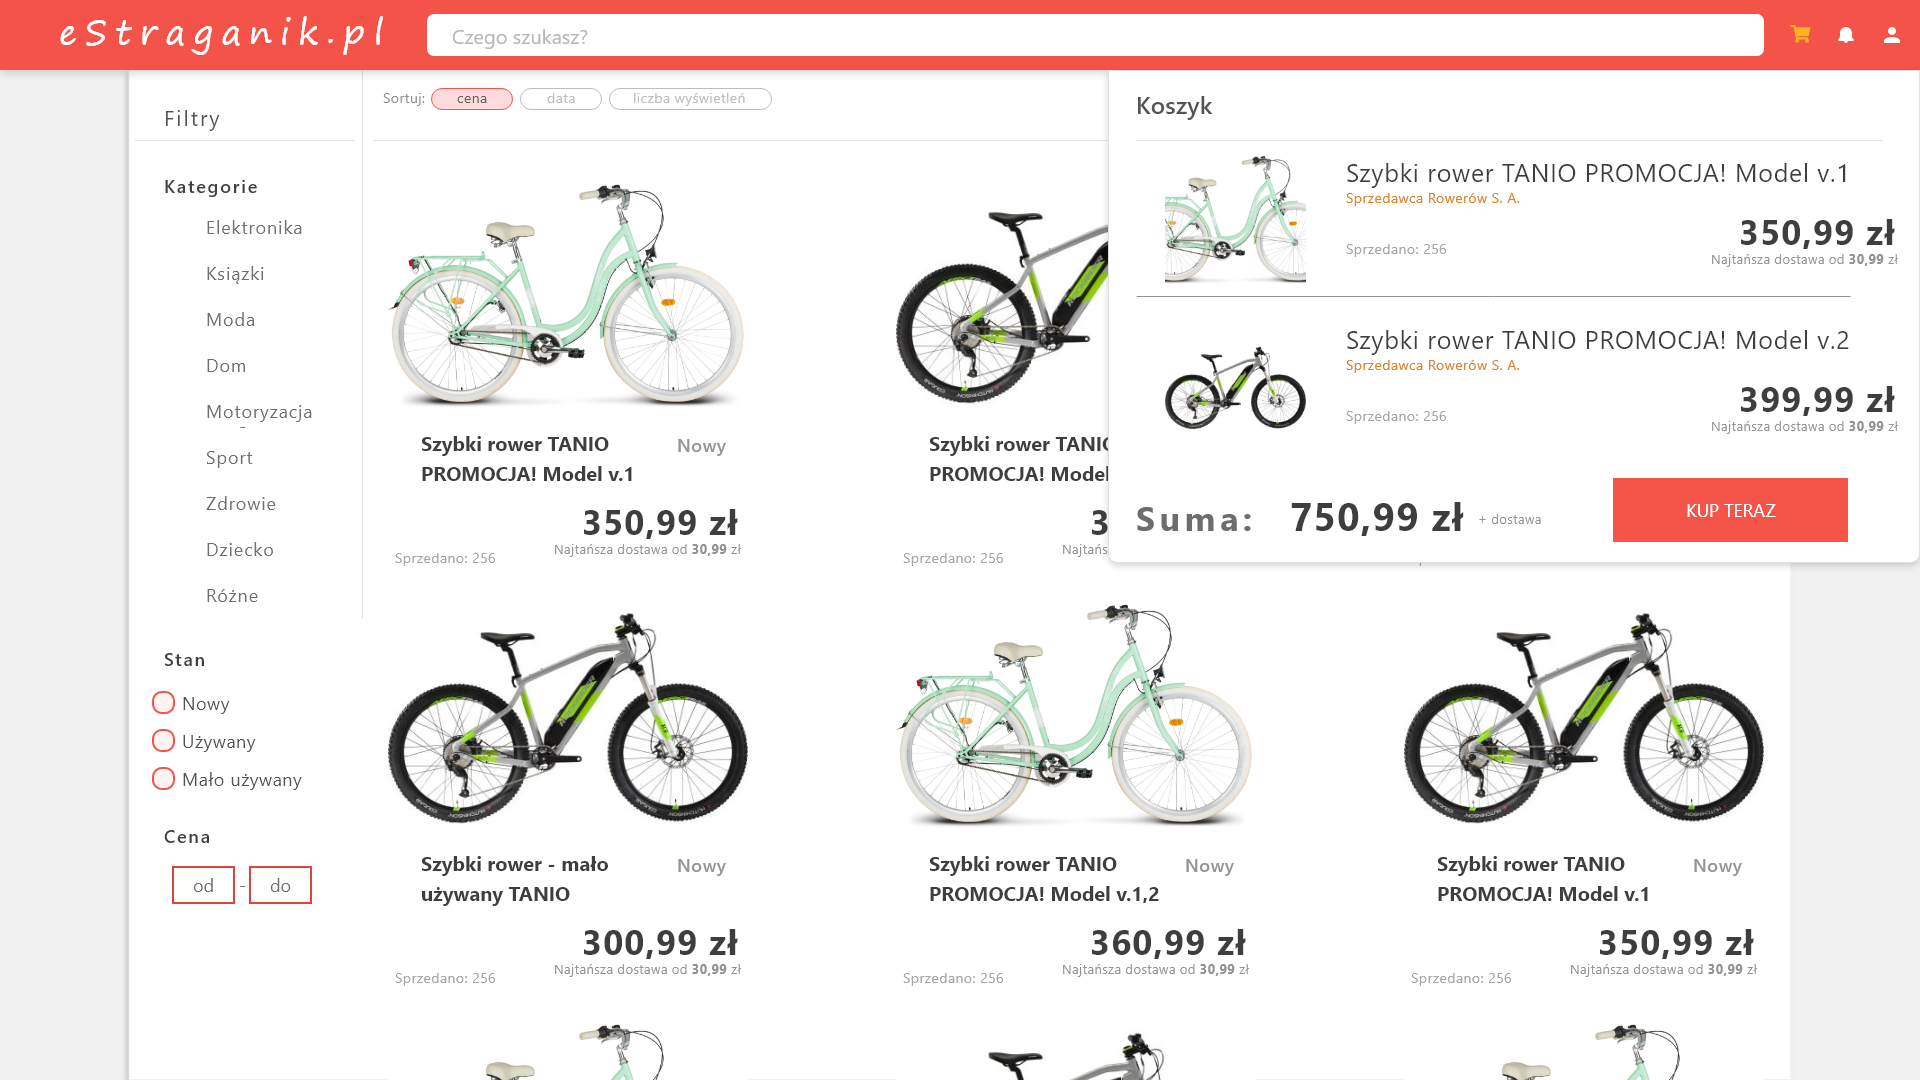 eStraganik.pl
Czego szukasz?
Filtry
Kategorie
Elektronika
Ksiązki
Moda
Dom
Motoryzacja
Sport
Zdrowie
Dziecko
Różne
Stan
Nowy
Używany
Mało używany
Cena
od - do
Sortuj: cena data liczba wyświetleń
Szybki rower TANIO
PROMOCJA! Model v.1
Nowy
350,99 zł
Najtańsza dostawa od 30,99 zł
Sprzedano: 256
Szybki rower TANIO
PROMOCJA! Model
3
Najtańs
Sprzedano: 256
Koszyk
Szybki rower TANIO PROMOCJA! Model v.1
Sprzedawca Rowerów S. A.
350,99 zł
Sprzedano: 256
Najtańsza dostawa od 30,99 zł
Szybki rower TANIO PROMOCJA! Model v.2
Sprzedawca Rowerów S. A.
399,99 zł
Sprzedano: 256
Najtańsza dostawa od 30,99 zł
Suma: 750,99 zł + dostawa
KUP TERAZ
Szybki rower - mało
używany TANIO
Nowy
300,99 zł
Najtańsza dostawa od 30,99 zł
Sprzedano: 256
Szybki rower TANIO
PROMOCJA! Model v.1,2
Nowy
360,99 zł
Najtańsza dostawa od 30,99 zł
Sprzedano: 256
Szybki rower TANIO
PROMOCJA! Model v.1
Nowy
350,99 zł
Najtańsza dostawa od 30,99 zł
Sprzedano: 256